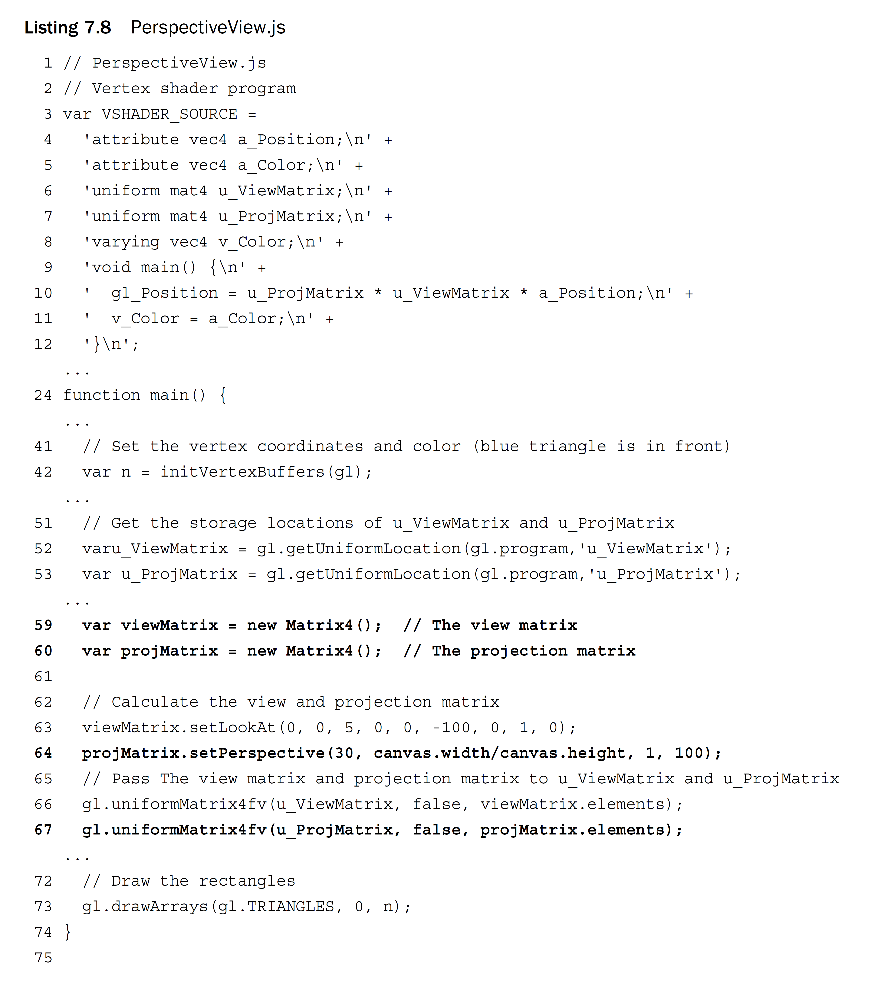 Listing 7.8 PerspectiveView.js
1 // PerspectiveView.js
2 // Vertex shader program
3 var VSHADER_SOURCE =
4   'attribute vec4 a_Position;\n' +
5   'attribute vec4 a_Color;\n' +
6   'uniform mat4 u_ViewMatrix;\n' +
7   'uniform mat4 u_ProjMatrix;\n' +
8   'varying vec4 v_Color;\n' +
9   'void main() {\n' +
10   '  gl_Position = u_ProjMatrix * u_ViewMatrix * a_Position;\n' +
11   '  v_Color = a_Color;\n' +
12   '}\n';
...
24 function main() {
...
41   // Set the vertex coordinates and color (blue triangle is in front)
42   var n = initVertexBuffers(gl);
...
51   // Get the storage locations of u_ViewMatrix and u_ProjMatrix
52   varu_ViewMatrix = gl.getUniformLocation(gl.program,'u_ViewMatrix');
53   var u_ProjMatrix = gl.getUniformLocation(gl.program,'u_ProjMatrix');
...
59   var viewMatrix = new Matrix4();  // The view matrix
60   var projMatrix = new Matrix4();  // The projection matrix
61
62   // Calculate the view and projection matrix
63   viewMatrix.setLookAt(0, 0, 5, 0, 0, -100, 0, 1, 0);
64   projMatrix.setPerspective(30, canvas.width/canvas.height, 1, 100);
65   // Pass The view matrix and projection matrix to u_ViewMatrix and u_ProjMatrix
66   gl.uniformMatrix4fv(u_ViewMatrix, false, viewMatrix.elements);
67   gl.uniformMatrix4fv(u_ProjMatrix, false, projMatrix.elements);
...
72   // Draw the rectangles
73   gl.drawArrays(gl.TRIANGLES, 0, n);
74 }
75